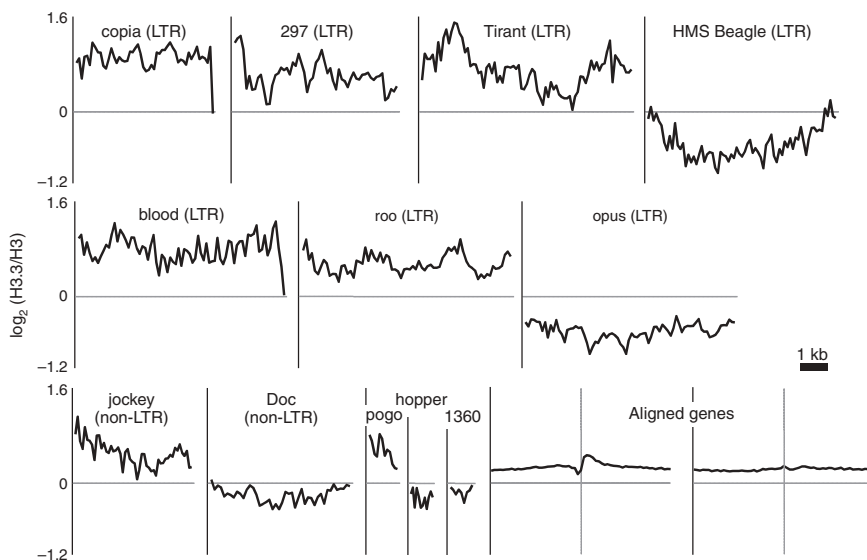 1.6
copia (LTR) 297 (LTR) Tirant (LTR) HMS Beagle (LTR)
0
–1.2
1.6
blood (LTR) roo (LTR) opus (LTR)
0
–1.2
log2 (H3.3/H3)
1 kb
1.6
jockey (non-LTR)
Doc (non-LTR)
hopper
pogo 1360
Aligned genes
0
–1.2